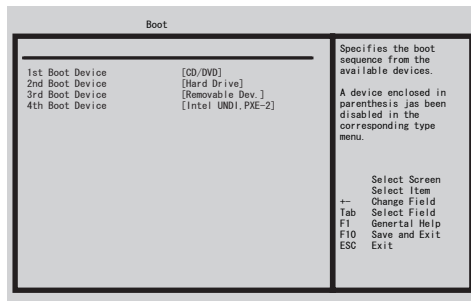 Boot
1st Boot Device [CD/DVD]
2nd Boot Device [Hard Drive]
3rd Boot Device [Removable Dev.]
4th Boot Device [Intel UNDI,PXE-2]
Specifies the boot
sequence from the
available devices.
A device enclosed in
parenthesis jas been
disabled in the
corresponding type
menu.
Select Screen
Select Item
+- Change Field
Tab Select Field
F1 Genertal Help
F10 Save and Exit
ESC Exit